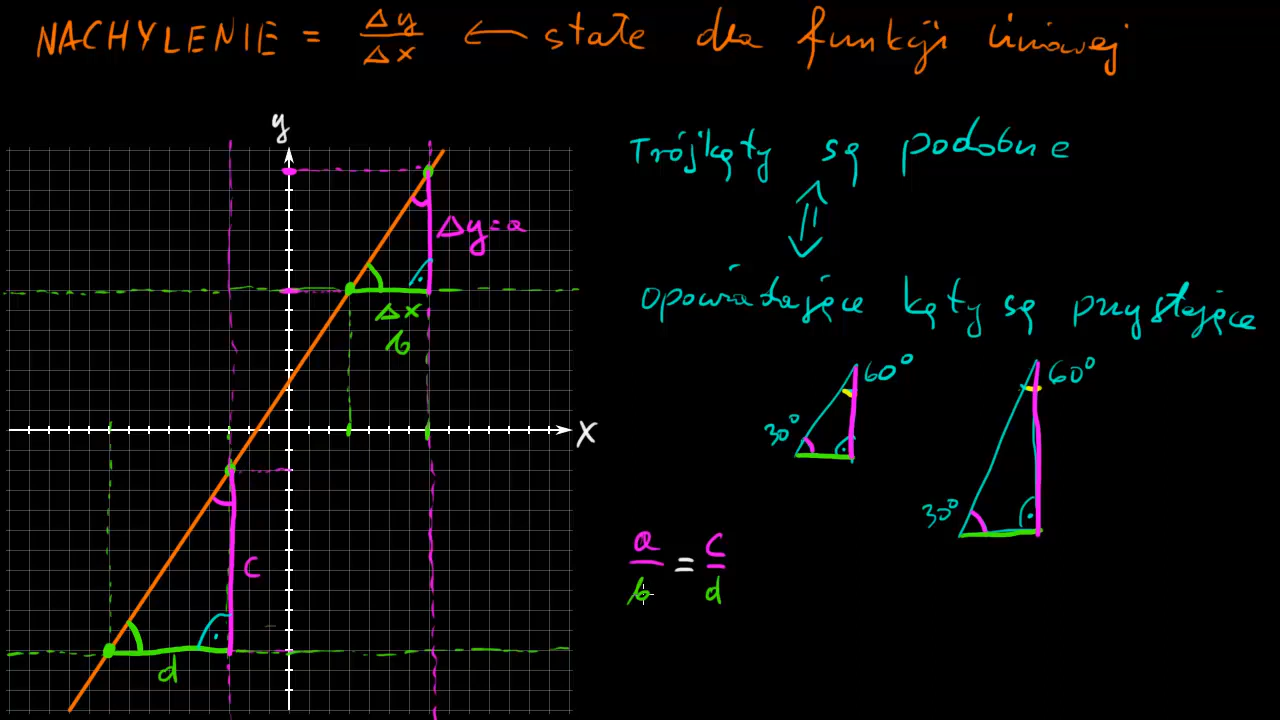 NACHYLENIE = Δy/Δx ← stałe dla funkcji liniowej
y
Trójkąty są podobne
⇕
Δy=a
Opowiadające kąty są przystające
Δx
b
60°
60°
30°
x
30°
a/b = c/d
c
d